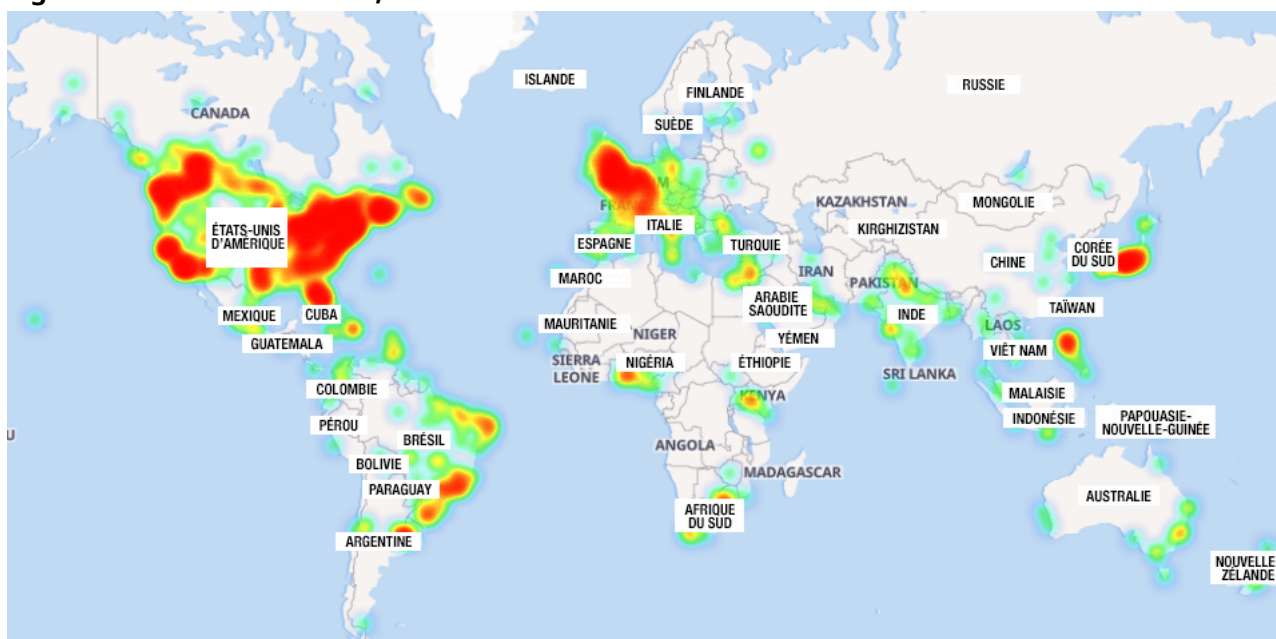 ISLANDE
RUSSIE
FINLANDE
CANADA
SUÈDE
KAZAKHSTAN
MONGOLIE
FRAN
ÉTATS-UNIS
D'AMÉRIQUE
ITALIE
KIRGHIZISTAN
ESPAGNE
TURQUIE
CORÉE
DU SUD
CHINE
MAROC
IRAN
PAKISTAN
ARABIE
SAOUDITE
MEXIQUE
CUBA
TAÏWAN
INDE
MAURITANIE
NIGER
LAOS
GUATEMALA
YÉMEN
VIÊT NAM
SIERRA
LEONE
NIGÉRIA
ÉTHIOPIE
SRI LANKA
COLOMBIE
KENYA
MALAISIE
PÉROU
INDONÉSIE
PAPOUASIE-
NOUVELLE-GUINÉE
BRÉSIL
ANGOLA
BOLIVIE
MADAGASCAR
PARAGUAY
AUSTRALIE
AFRIQUE
DU SUD
ARGENTINE
NOUVELLE-
ZÉLANDE